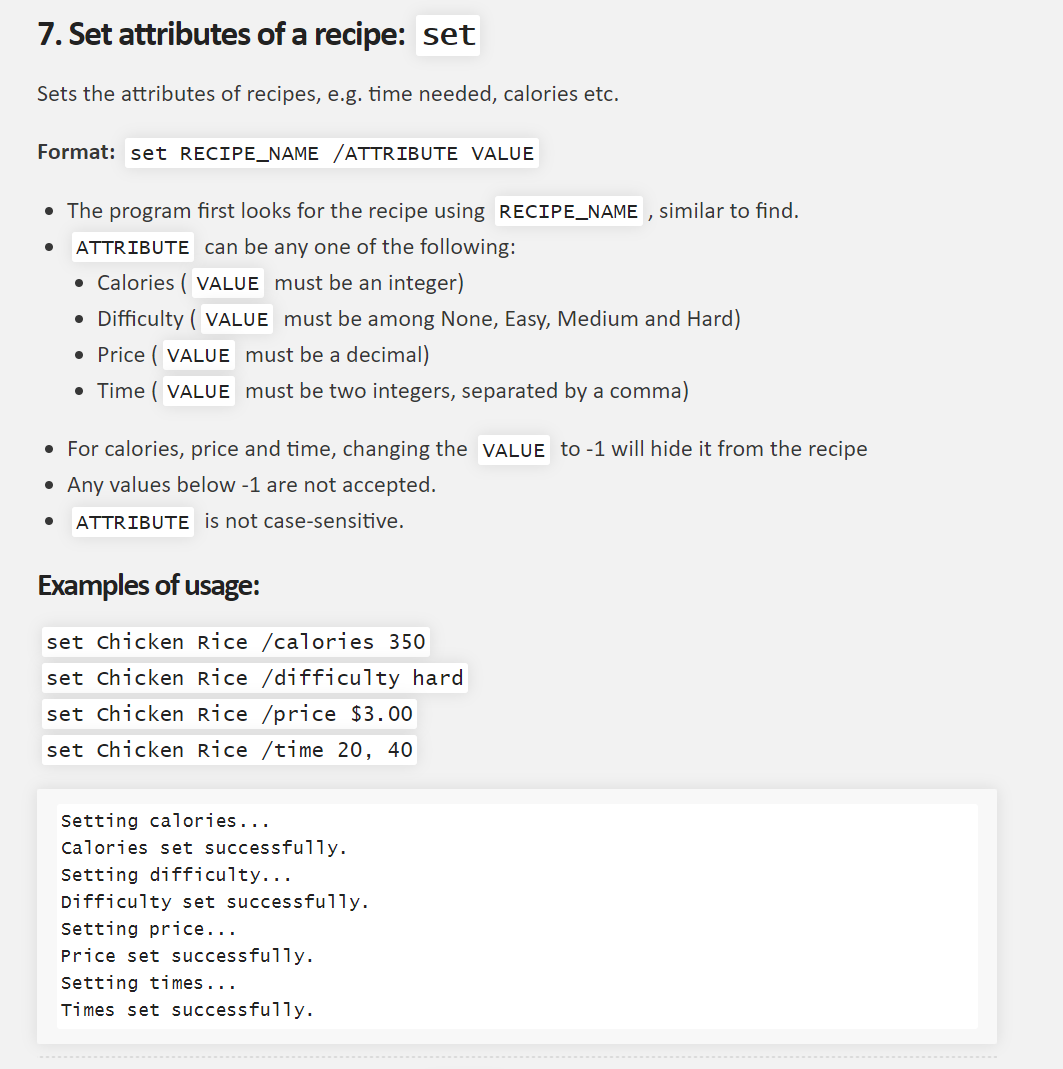 7. Set attributes of a recipe: set
Sets the attributes of recipes, e.g. time needed, calories etc.
Format: set RECIPE_NAME /ATTRIBUTE VALUE
The program first looks for the recipe using RECIPE_NAME , similar to find.
ATTRIBUTE can be any one of the following:
Calories ( VALUE must be an integer)
Difficulty ( VALUE must be among None, Easy, Medium and Hard)
Price ( VALUE must be a decimal)
Time ( VALUE must be two integers, separated by a comma)
For calories, price and time, changing the VALUE to -1 will hide it from the recipe
Any values below -1 are not accepted.
ATTRIBUTE is not case-sensitive.
Examples of usage:
set Chicken Rice /calories 350
set Chicken Rice /difficulty hard
set Chicken Rice /price $3.00
set Chicken Rice /time 20, 40
Setting calories...
Calories set successfully.
Setting difficulty...
Difficulty set successfully.
Setting price...
Price set successfully.
Setting times...
Times set successfully.